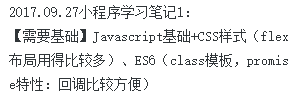 2017.09.27小程序学习笔记1:
【需要基础】Javascript基础+CSS样式（flex
布局用得比较多）、ES6（class模板，promis
e特性：回调比较方便）